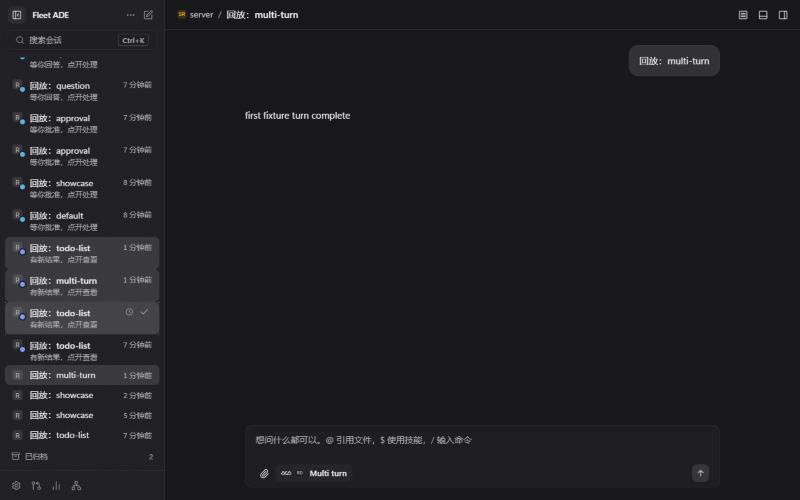 Fleet ADE
搜索会话 Ctrl+K
等你回答，点开处理
R 回放：question 7 分钟前
等你回答，点开处理
R 回放：approval 7 分钟前
等你批准，点开处理
R 回放：approval 7 分钟前
等你批准，点开处理
R 回放：showcase 8 分钟前
等你批准，点开处理
R 回放：default 8 分钟前
等你回答，点开处理
R 回放：todo-list 1 分钟前
有新结果，点开查看
R 回放：multi-turn 1 分钟前
有新结果，点开查看
R 回放：todo-list
有新结果，点开查看
R 回放：todo-list 7 分钟前
有新结果，点开查看
R 回放：multi-turn 1 分钟前
R 回放：showcase 2 分钟前
R 回放：showcase 5 分钟前
R 回放：todo-list 7 分钟前
已归档 2
SR server / 回放：multi-turn
回放：multi-turn
first fixture turn complete
想问什么都可以。@ 引用文件，$ 使用技能，/ 输入命令
Multi turn